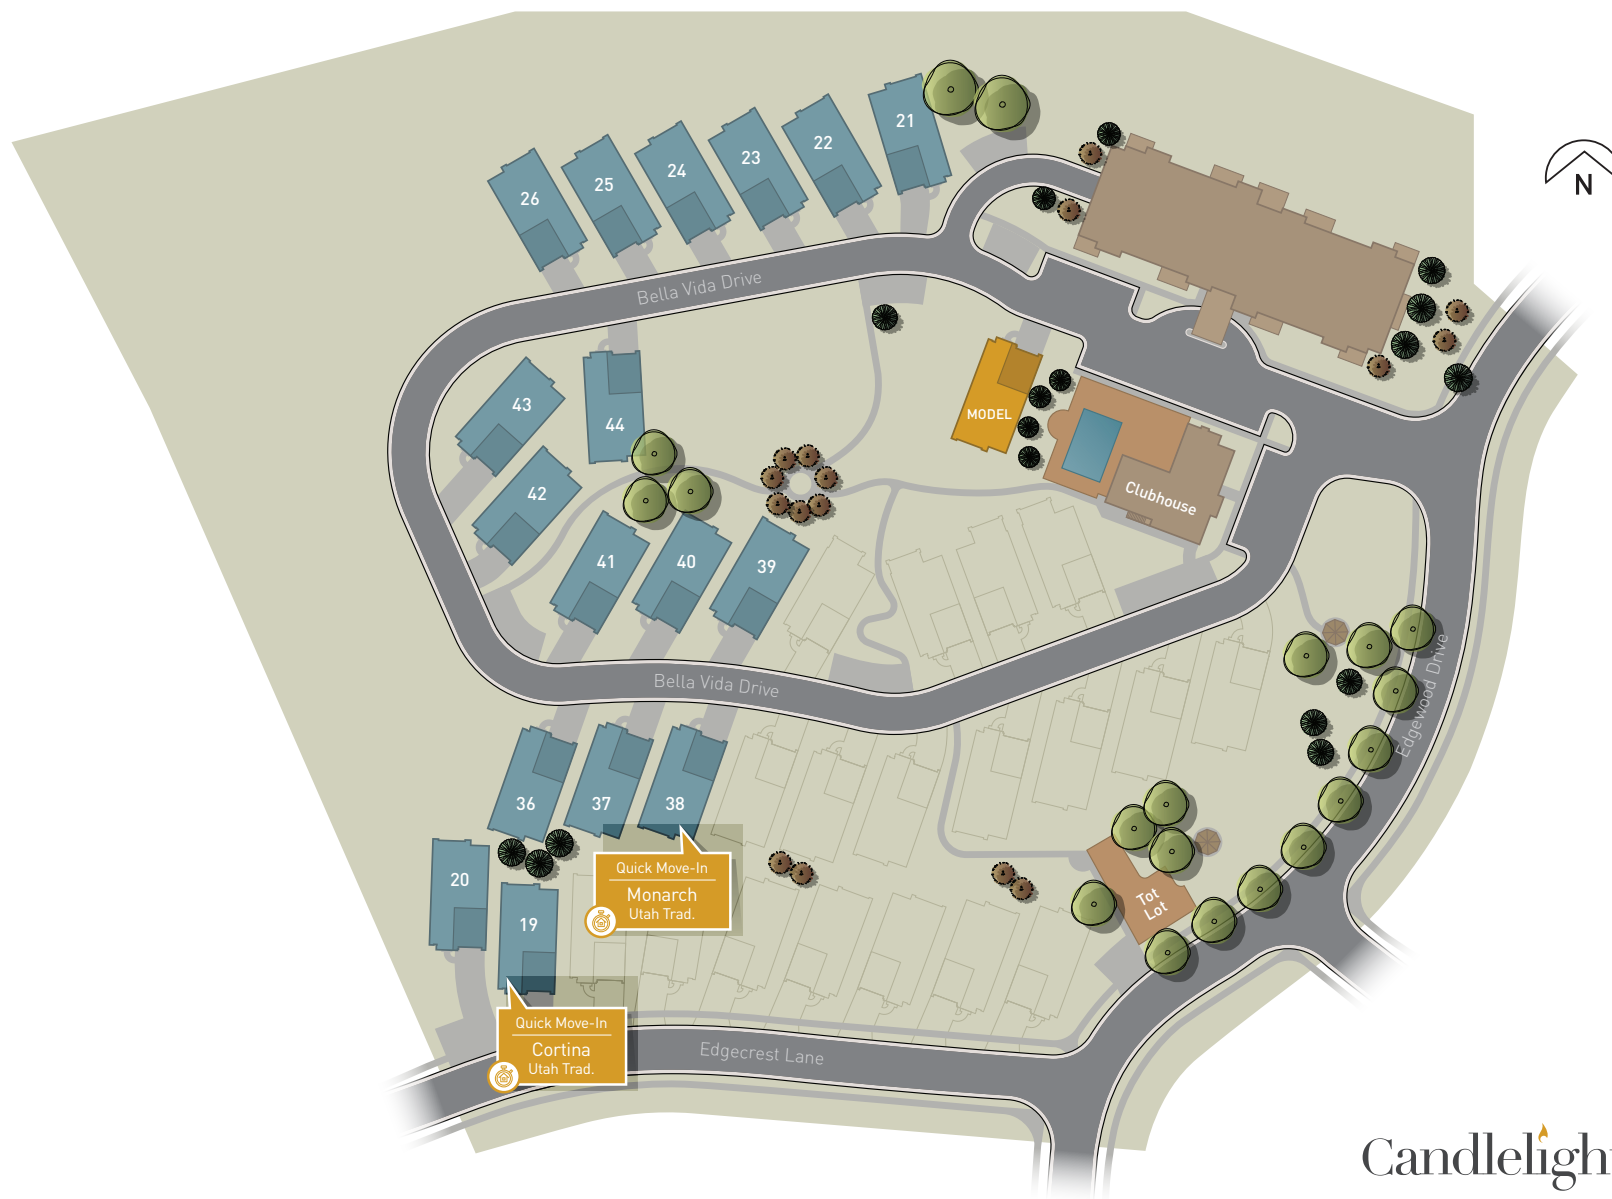 21
22
23
24
25
26
N
Bella Vida Drive
43
44
MODEL
42
Clubhouse
41
40
39
Bella Vida Drive
Edgewood Drive
36
37
38
Quick Move-In
Monarch
Utah Trad.
20
19
Tot
Lot
Quick Move-In
Cortina
Utah Trad.
Edgecrest Lane
Candleligh